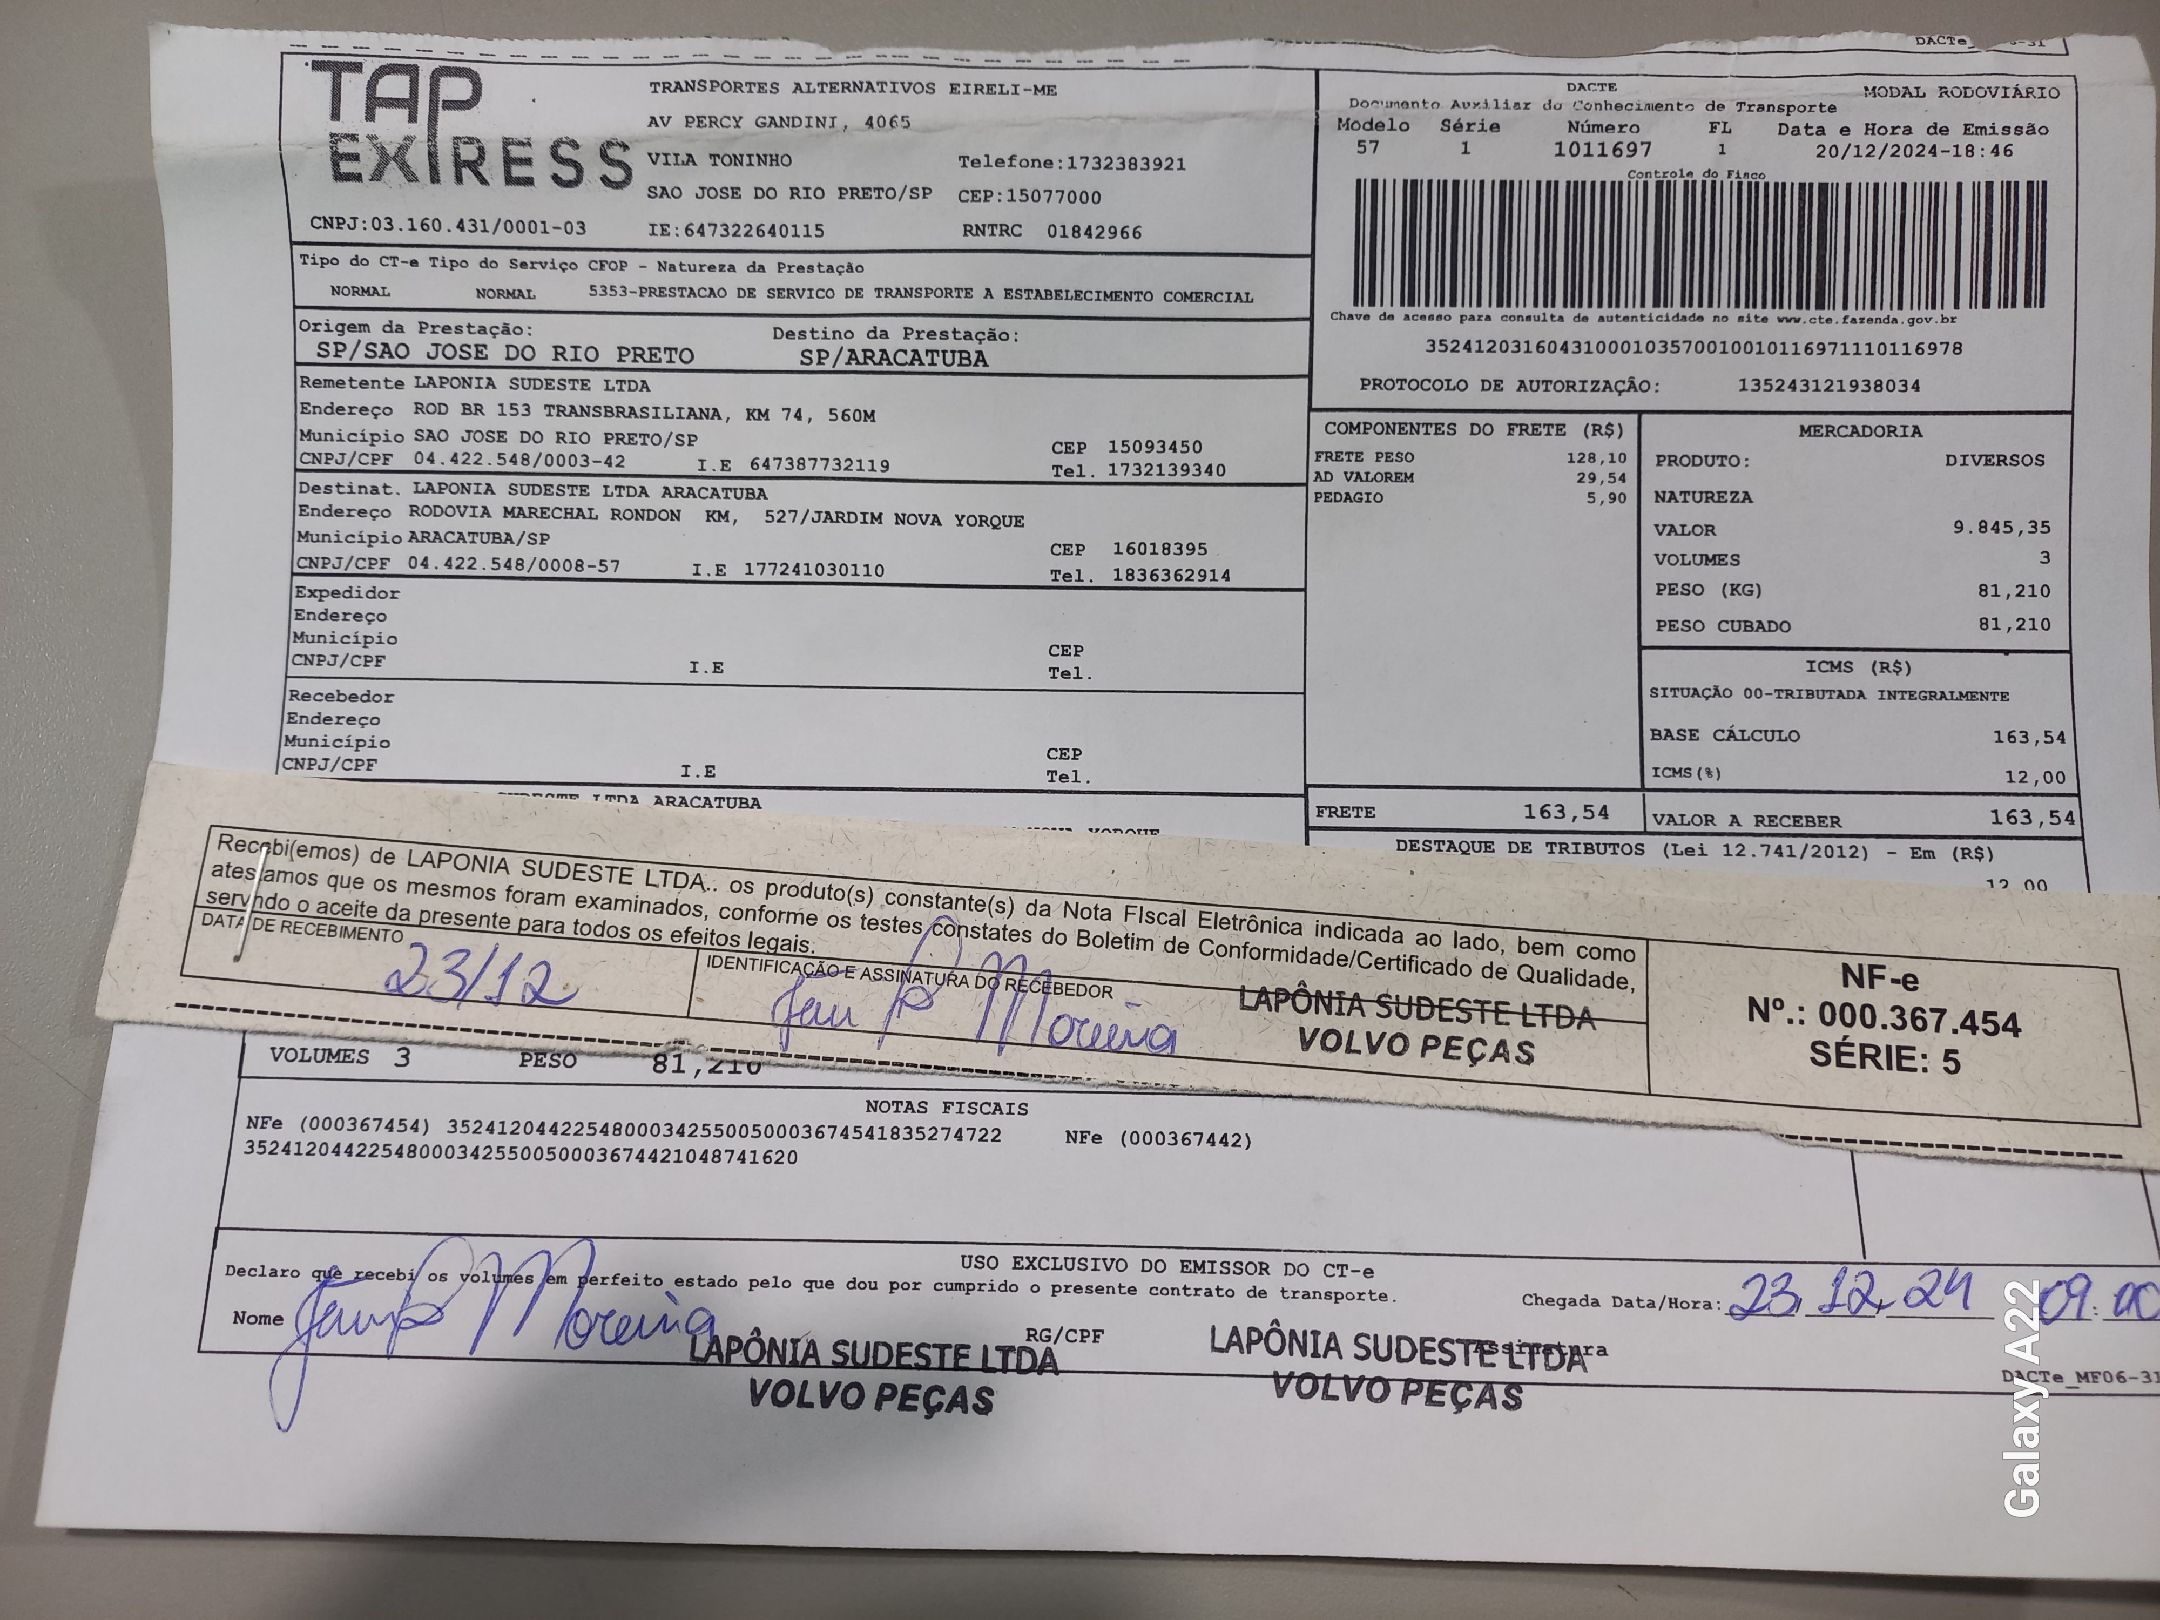 DACTe
TAP EXPRESS
TRANSPORTES ALTERNATIVOS EIRELI-ME
AV PERCY GANDINI, 4065
VILA TONINHO Telefone:1732383921
SAO JOSE DO RIO PRETO/SP CEP:15077000
CNPJ:03.160.431/0001-03 IE:647322640115 RNTRC 01842966
DACTE MODAL RODOVIÁRIO
Documento Auxiliar do Conhecimento de Transporte
Modelo Série Número FL Data e Hora de Emissão
57 1 1011697 1 20/12/2024-18:46
Controle do Fisco
Chave de acesso para consulta de autenticidade no site www.cte.fazenda.gov.br
35241203160431000103570010010116971110116978
PROTOCOLO DE AUTORIZAÇÃO: 135243121938034
Tipo do CT-e Tipo do Serviço CFOP - Natureza da Prestação
NORMAL NORMAL 5353-PRESTACAO DE SERVICO DE TRANSPORTE A ESTABELECIMENTO COMERCIAL
Origem da Prestação: Destino da Prestação:
SP/SAO JOSE DO RIO PRETO SP/ARACATUBA
Remetente LAPONIA SUDESTE LTDA
Endereço ROD BR 153 TRANSBRASILIANA, KM 74, 560M
Município SAO JOSE DO RIO PRETO/SP CEP 15093450
CNPJ/CPF 04.422.548/0003-42 I.E 647387732119 Tel. 1732139340
Destinat. LAPONIA SUDESTE LTDA ARACATUBA
Endereço RODOVIA MARECHAL RONDON KM, 527/JARDIM NOVA YORQUE
Município ARACATUBA/SP CEP 16018395
CNPJ/CPF 04.422.548/0008-57 I.E 177241030110 Tel. 1836362914
Expedidor
Endereço
Município CEP
CNPJ/CPF I.E Tel.
Recebedor
Endereço
Município CEP
CNPJ/CPF I.E Tel.
LTDA ARACATUBA
COMPONENTES DO FRETE (R$)
FRETE PESO 128,10
AD VALOREM 29,54
PEDAGIO 5,90
MERCADORIA
PRODUTO: DIVERSOS
NATUREZA
VALOR 9.845,35
VOLUMES 3
PESO (KG) 81,210
PESO CUBADO 81,210
ICMS (R$)
SITUAÇÃO 00-TRIBUTADA INTEGRALMENTE
BASE CÁLCULO 163,54
ICMS(%) 12,00
FRETE 163,54 VALOR A RECEBER 163,54
DESTAQUE DE TRIBUTOS (Lei 12.741/2012) - Em (R$)
12,00
Recebi(emos) de LAPONIA SUDESTE LTDA.. os produto(s) constante(s) da Nota FIscal Eletrônica indicada ao lado, bem como
atestamos que os mesmos foram examinados, conforme os testes constates do Boletim de Conformidade/Certificado de Qualidade,
servindo o aceite da presente para todos os efeitos legais.
DATA DE RECEBIMENTO IDENTIFICAÇÃO E ASSINATURA DO RECEBEDOR
23/12 Moreira
LAPÔNIA SUDESTE LTDA
VOLVO PEÇAS
NF-e
Nº.: 000.367.454
SÉRIE: 5
VOLUMES 3 PESO 81,210
NOTAS FISCAIS
NFe (000367454) 35241204422548000342550050003674541835274722 NFe (000367442)
35241204422548000342550050003674421048741620
USO EXCLUSIVO DO EMISSOR DO CT-e
Declaro que recebi os volumes em perfeito estado pelo que dou por cumprido o presente contrato de transporte.
Chegada Data/Hora: 23 12 24 09:00
Nome Moreira RG/CPF Assinatura
LAPÔNIA SUDESTE LTDA
VOLVO PEÇAS
LAPÔNIA SUDESTE LTDA
VOLVO PEÇAS
DACTe_MF06-31
Galaxy A22